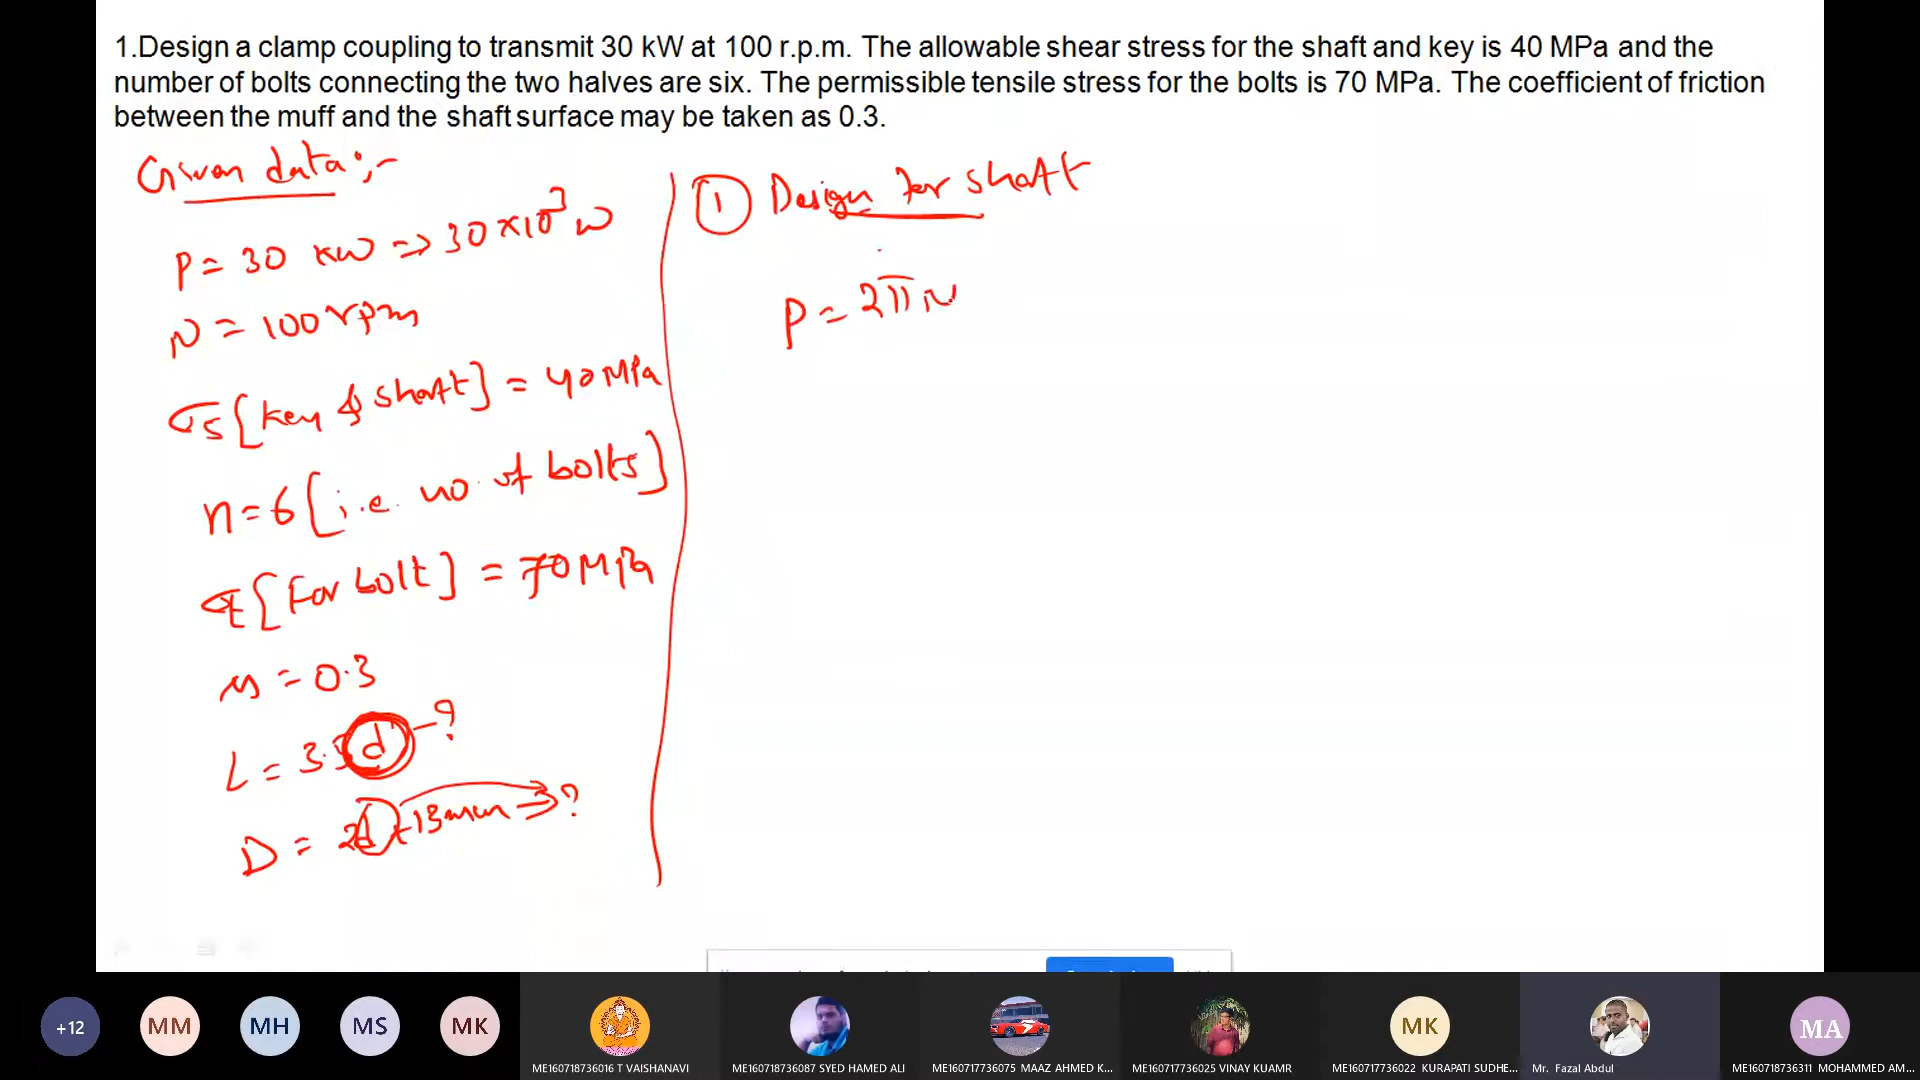 1.Design a clamp coupling to transmit 30 kW at 100 r.p.m. The allowable shear stress for the shaft and key is 40 MPa and the
number of bolts connecting the two halves are six. The permissible tensile stress for the bolts is 70 MPa. The coefficient of friction
between the muff and the shaft surface may be taken as 0.3.
Given data:-
P = 30 kW => 30×10³ W
N = 100 rpm
σs [key & shaft] = 40 MPa
n=6 [i.e. no. of bolts]
σt [For bolt] = 70 MPa
μ = 0.3
L = 3.5d - ?
D = 2d + 13mm → ?
① Design for shaft
P = 2πN
+12
MM
MH
MS
MK
MK
MA
ME160718736016 T VAISHANAVI
ME160718736087 SYED HAMED ALI
ME160717736075 MAAZ AHMED K...
ME160717736025 VINAY KUAMR
ME160717736022 KURAPATI SUDHE...
Mr. Fazal Abdul
ME160718736311 MOHAMMED AM...